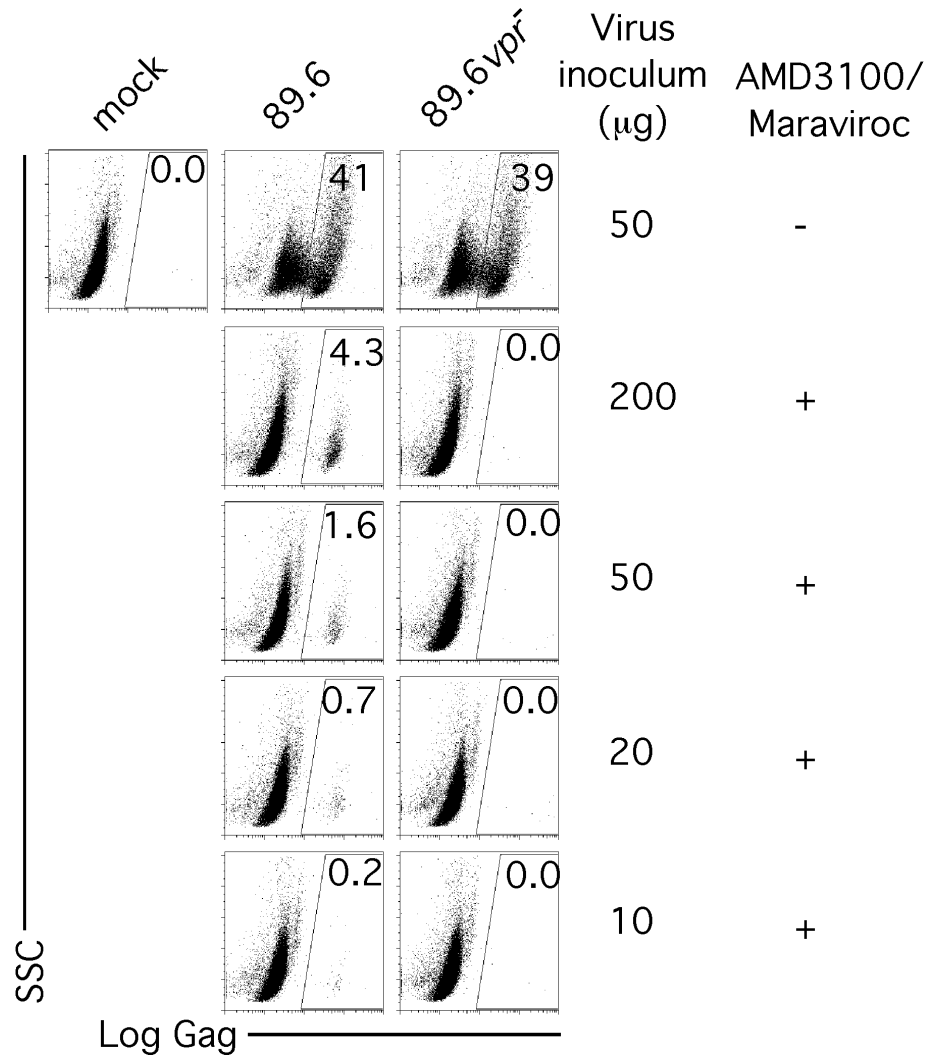 mock
89.6
89.6vpr-
Virus
inoculum
(µg)
AMD3100/
Maraviroc
0.0
41
39
50
-
4.3
0.0
200
+
1.6
0.0
50
+
0.7
0.0
20
+
0.2
0.0
10
+
SSC
Log Gag